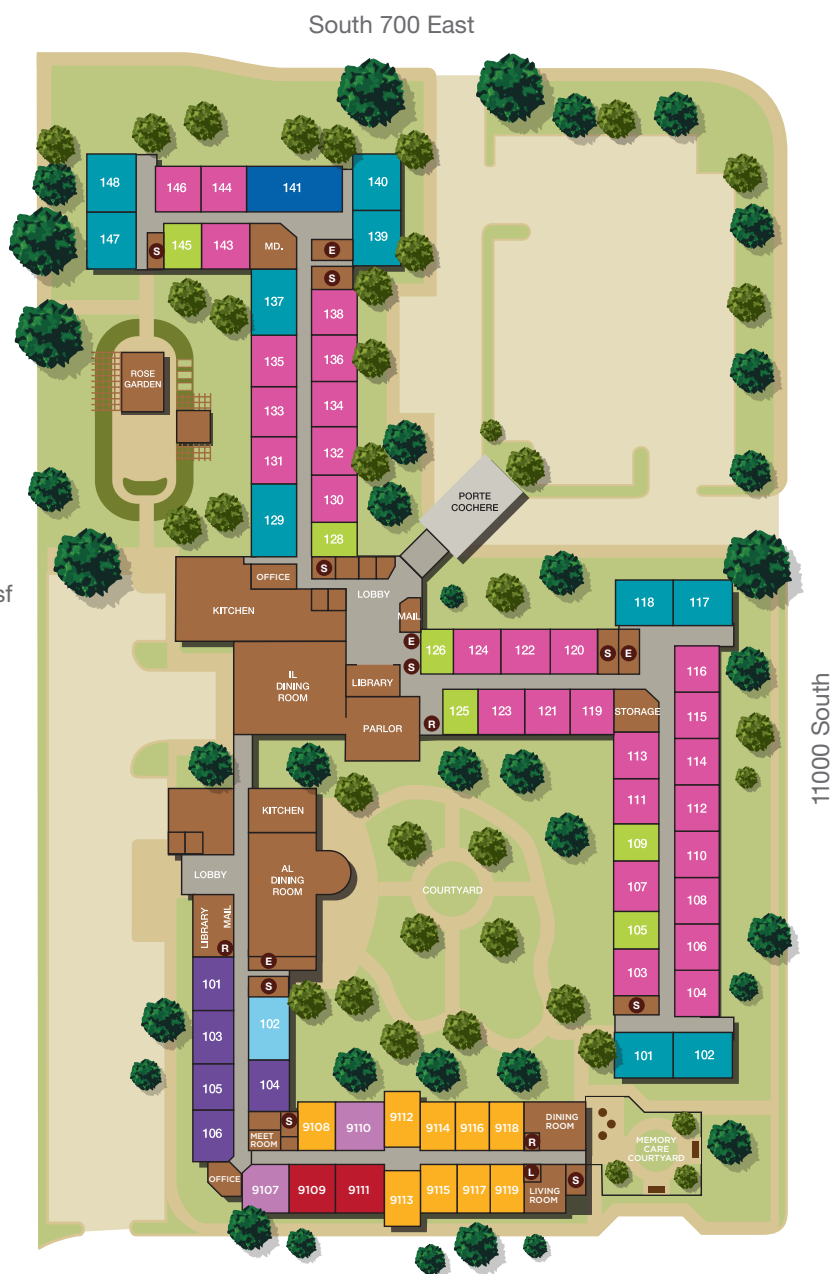 South 700 East
148
146
144
141
140
147
S
145
143
MD.
E
139
S
137
138
135
136
ROSE
GARDEN
133
134
131
132
130
129
128
PORTE
COCHERE
S
OFFICE
LOBBY
sf
KITCHEN
MAIL
118
117
E
126
124
122
120
S
E
S
116
IL
DINING
ROOM
LIBRARY
125
123
121
119
STORAGE
115
R
PARLOR
11000 South
113
114
111
112
KITCHEN
109
110
LOBBY
AL
DINING
ROOM
COURTYARD
107
108
LIBRARY
MAIL
105
106
R
E
101
S
103
104
S
102
103
101
102
105
104
106
S
MEET
ROOM
9108
9110
9112
9114
9116
9118
DINING
ROOM
R
MEMORY
CARE
COURTYARD
OFFICE
9107
9109
9111
9113
9115
9117
9119
L
LIVING
ROOM
S